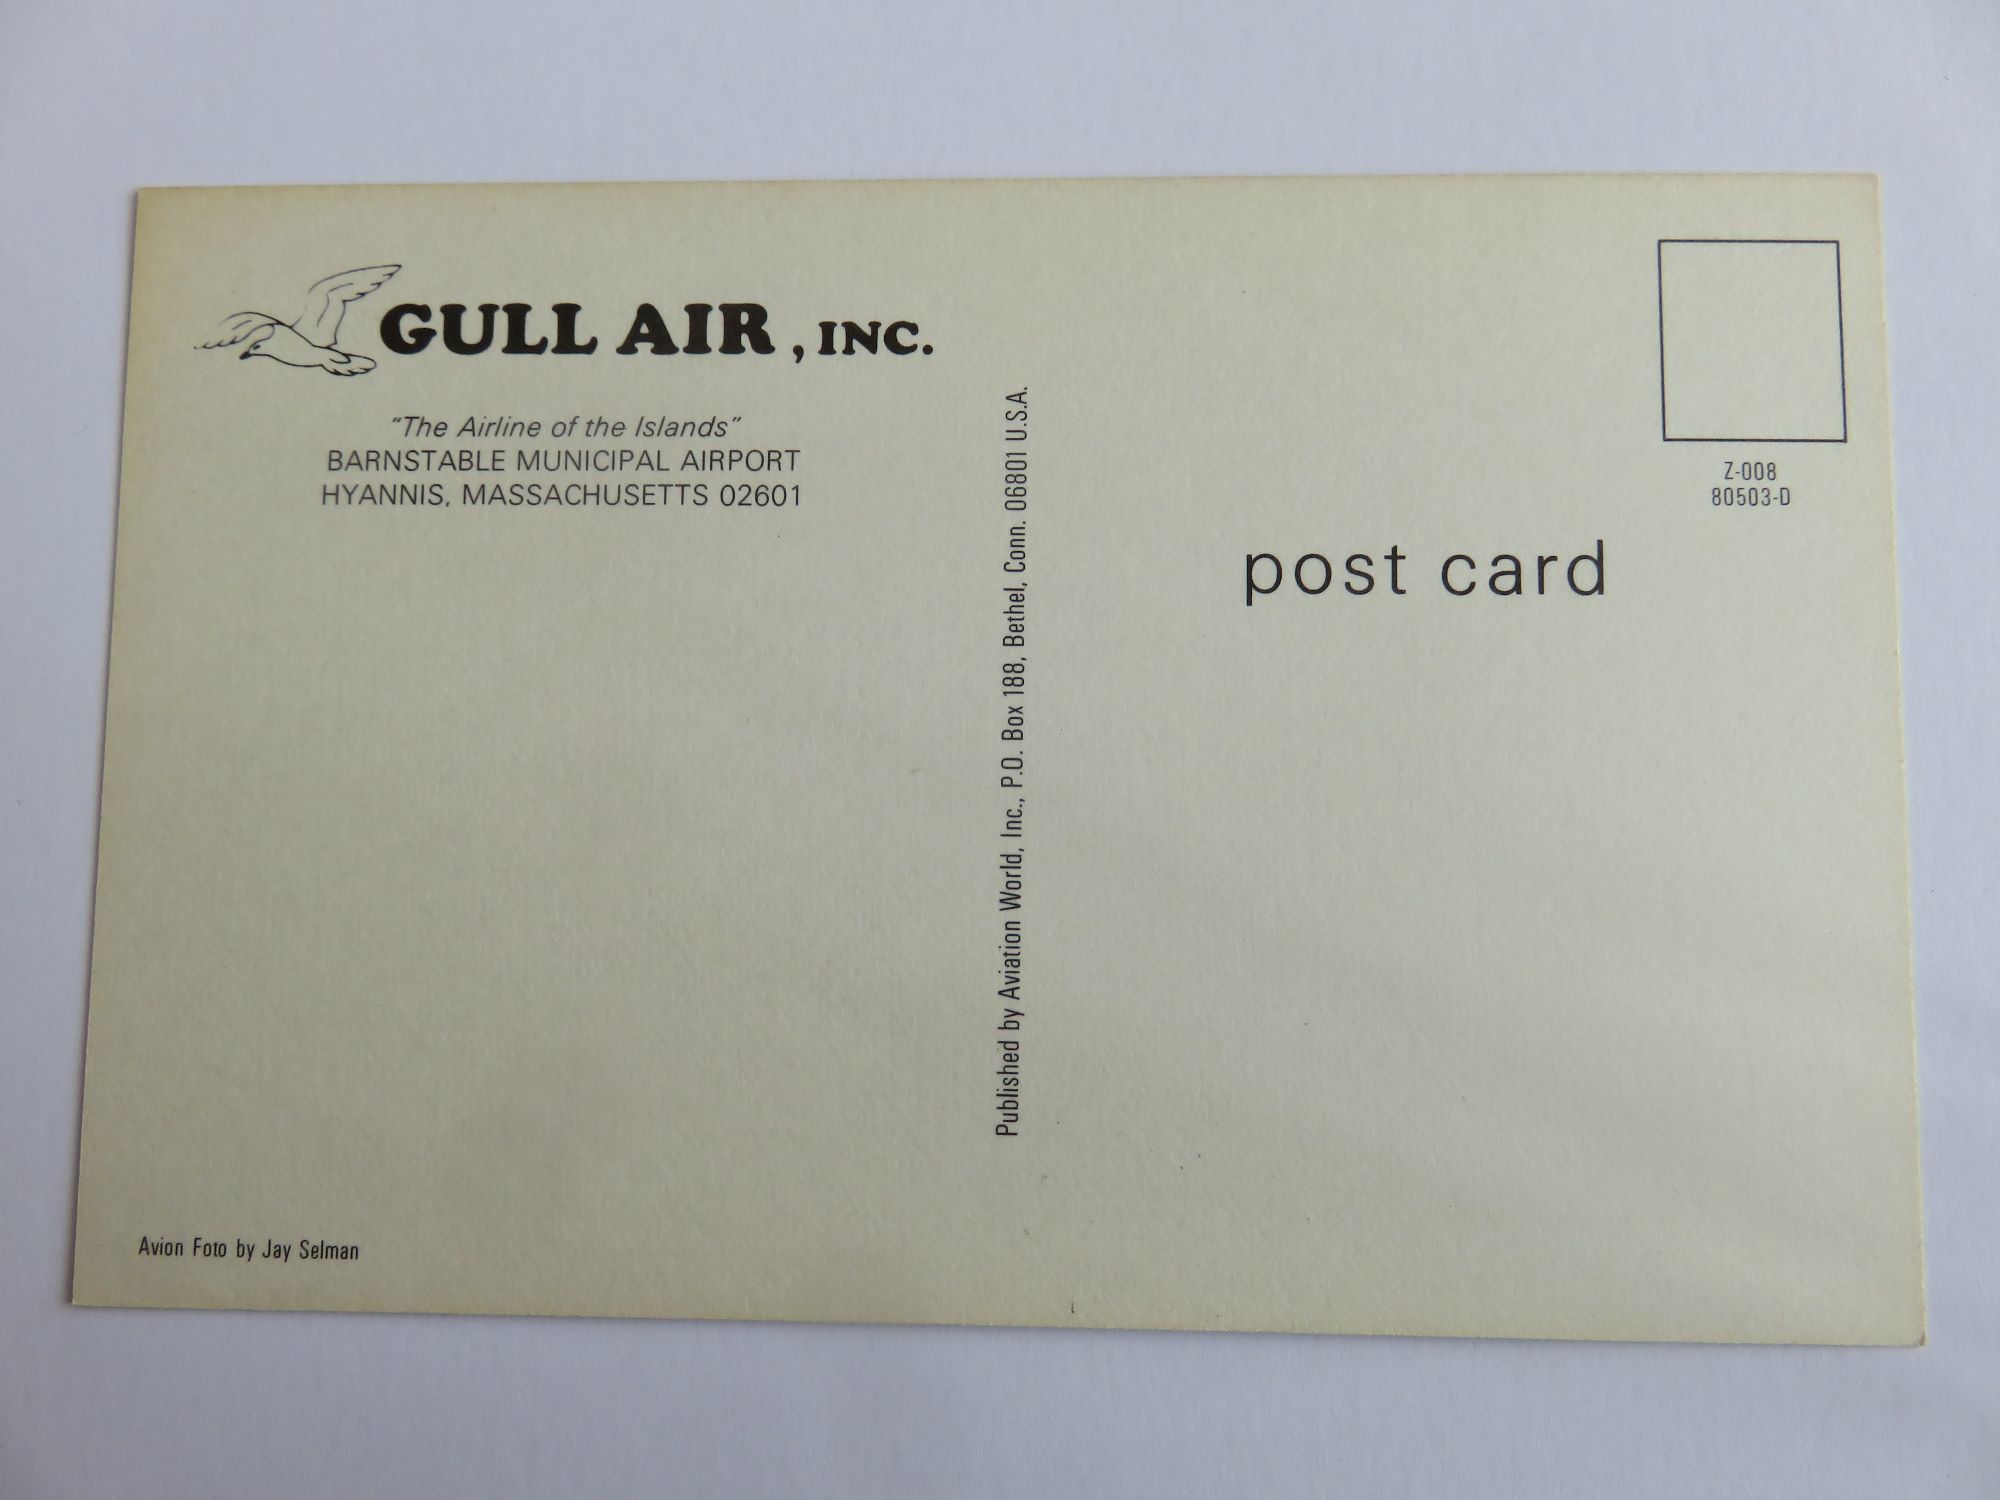 GULL AIR, INC.
"The Airline of the Islands"
BARNSTABLE MUNICIPAL AIRPORT
HYANNIS, MASSACHUSETTS 02601
Avion Foto by Jay Selman
Published by Aviation World, Inc., P.O. Box 188, Bethel, Conn. 06801 U.S.A.
Z-008
80503-D
post card